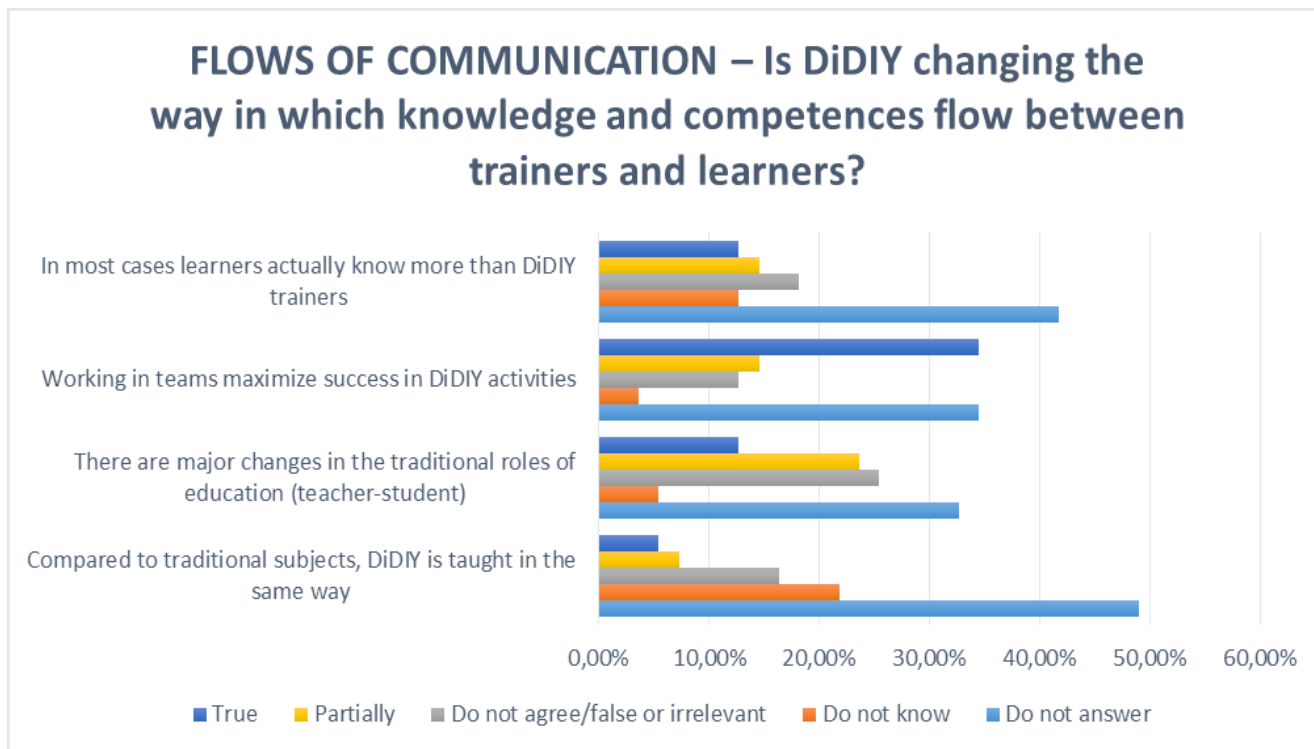 FLOWS OF COMMUNICATION – Is DiDIY changing the
way in which knowledge and competences flow between
trainers and learners?
In most cases learners actually know more than DiDIY
trainers
Working in teams maximize success in DiDIY activities
There are major changes in the traditional roles of
education (teacher-student)
Compared to traditional subjects, DiDIY is taught in the
same way
0,00% 10,00% 20,00% 30,00% 40,00% 50,00% 60,00%
True Partially Do not agree/false or irrelevant Do not know Do not answer